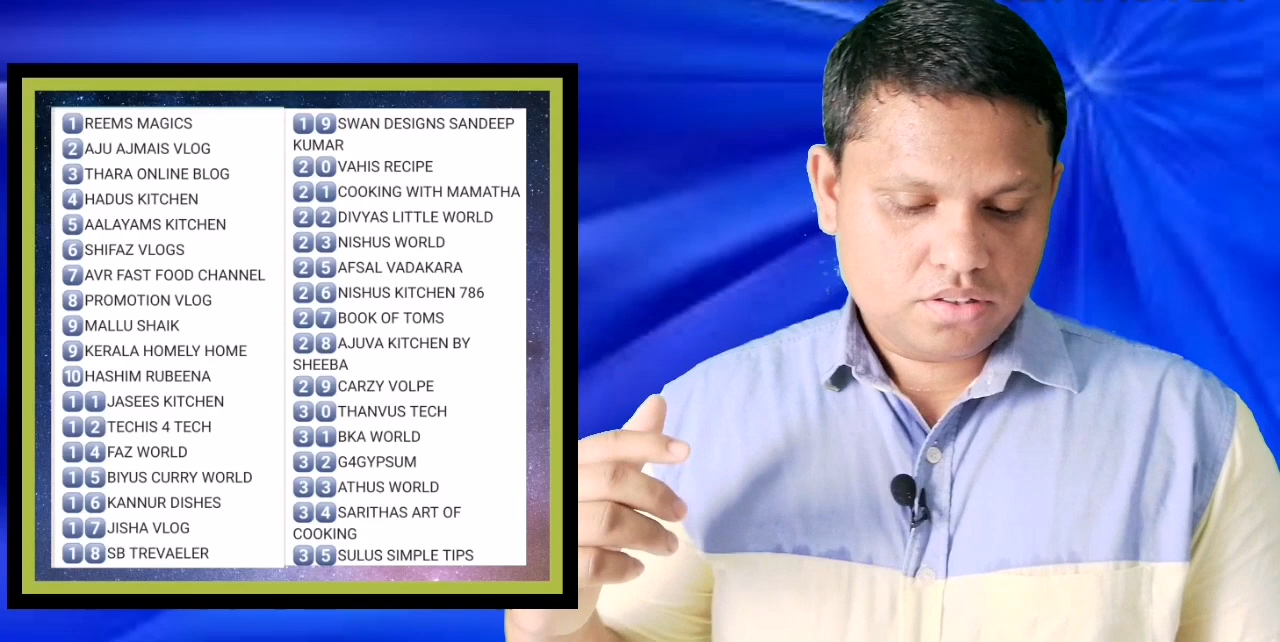 1 REEMS MAGICS
2 AJU AJMAIS VLOG
3 THARA ONLINE BLOG
4 HADUS KITCHEN
5 AALAYAMS KITCHEN
6 SHIFAZ VLOGS
7 AVR FAST FOOD CHANNEL
8 PROMOTION VLOG
9 MALLU SHAIK
9 KERALA HOMELY HOME
10 HASHIM RUBEENA
11 JASEES KITCHEN
12 TECHIS 4 TECH
14 FAZ WORLD
15 BIYUS CURRY WORLD
16 KANNUR DISHES
17 JISHA VLOG
18 SB TREVAELER
19 SWAN DESIGNS SANDEEP
KUMAR
20 VAHIS RECIPE
21 COOKING WITH MAMATHA
22 DIVYAS LITTLE WORLD
23 NISHUS WORLD
25 AFSAL VADAKARA
26 NISHUS KITCHEN 786
27 BOOK OF TOMS
28 AJUVA KITCHEN BY
SHEEBA
29 CARZY VOLPE
30 THANVUS TECH
31 BKA WORLD
32 G4GYPSUM
33 ATHUS WORLD
34 SARITHAS ART OF
COOKING
35 SULUS SIMPLE TIPS